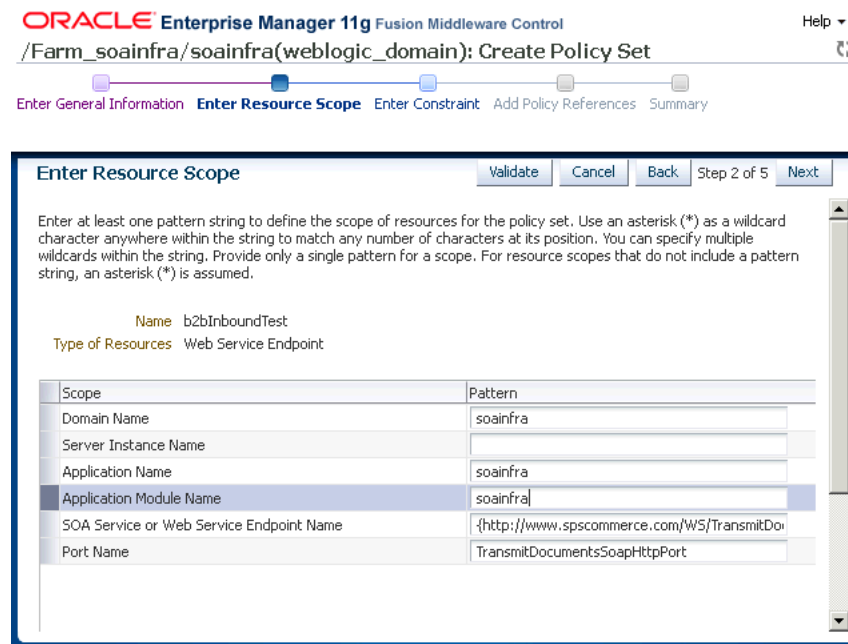 ORACLE Enterprise Manager 11g Fusion Middleware Control
Help
/Farm_soainfra/soainfra(weblogic_domain): Create Policy Set
Enter General Information Enter Resource Scope Enter Constraint Add Policy References Summary
Enter Resource Scope
Validate Cancel Back Step 2 of 5 Next
Enter at least one pattern string to define the scope of resources for the policy set. Use an asterisk (*) as a wildcard
character anywhere within the string to match any number of characters at its position. You can specify multiple
wildcards within the string. Provide only a single pattern for a scope. For resource scopes that do not include a pattern
string, an asterisk (*) is assumed.
Name b2bInboundTest
Type of Resources Web Service Endpoint
Scope Pattern
Domain Name soainfra
Server Instance Name
Application Name soainfra
Application Module Name soainfra
SOA Service or Web Service Endpoint Name {http://www.spscommerce.com/WS/TransmitDo
Port Name TransmitDocumentsSoapHttpPort